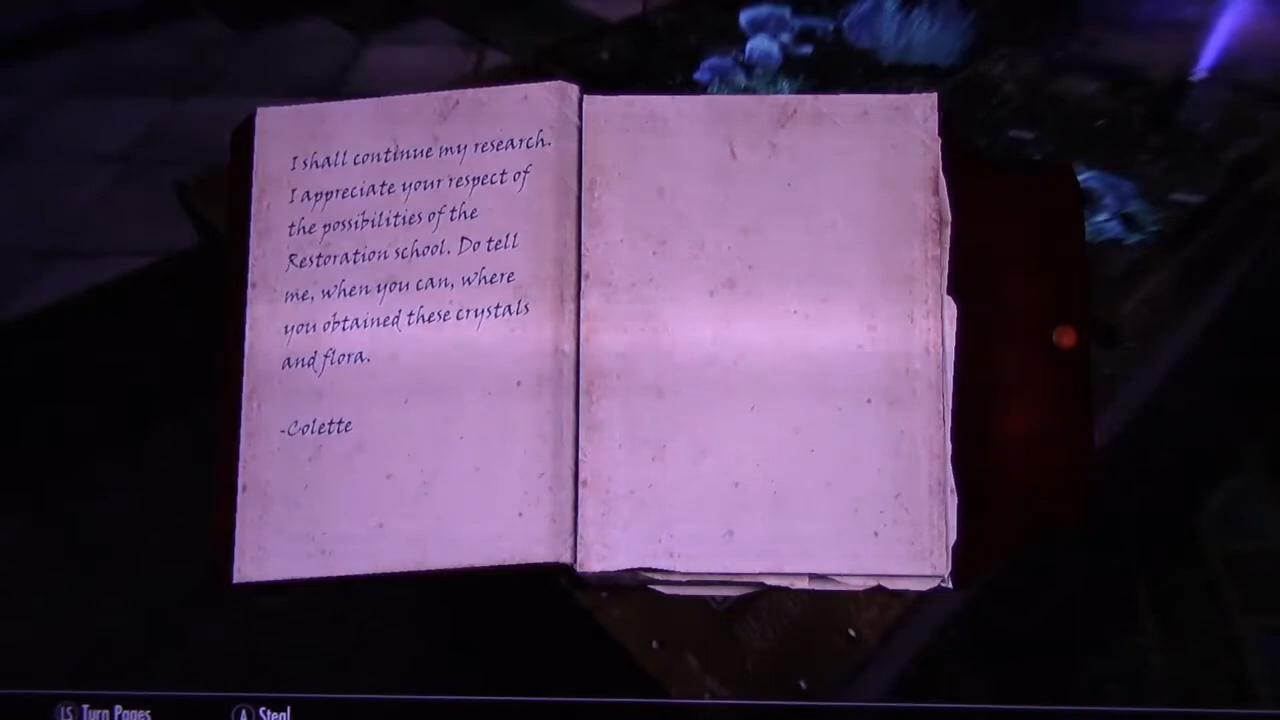 I shall continue my research.
I appreciate your respect of
the possibilities of the
Restoration school. Do tell
me, when you can, where
you obtained these crystals
and flora.
-Colette
LS Turn Pages
A Steal